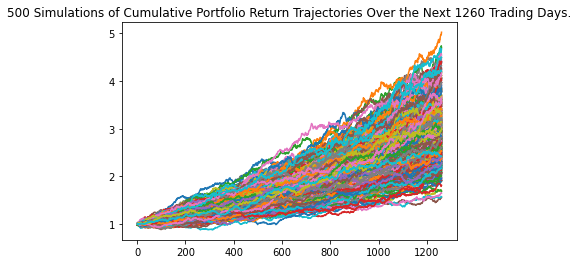 500 Simulations of Cumulative Portfolio Return Trajectories Over the Next 1260 Trading Days.
5
4
3
2
1
0 200 400 600 800 1000 1200